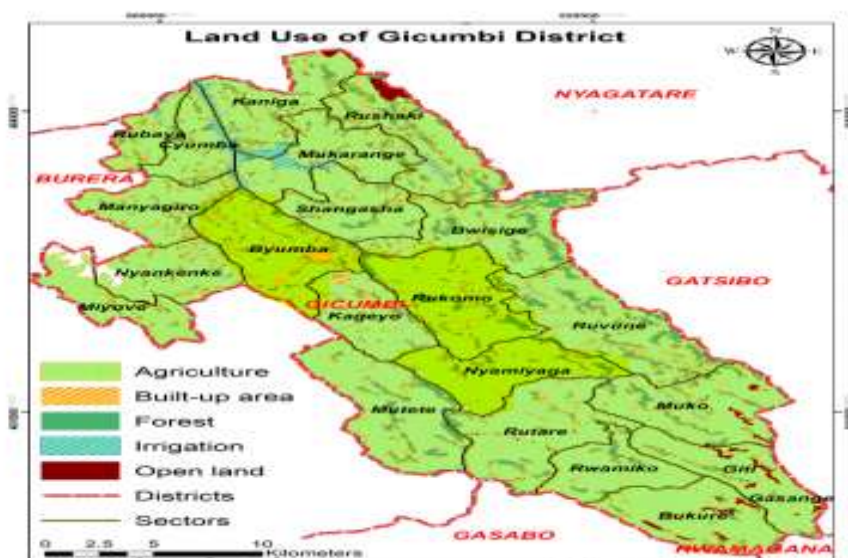 Land Use of Gicumbi District
W
E
S
NYAGATARE
Kaniga
Rushaki
Rubaya
Cyumba
Mukarange
BURERA
Manyagiro
Shangasha
Bwisige
Byumba
Nyankenke
GATSIBO
Miyove
GICUMBI
Rukomo
Kageyo
Ruvune
Nyamiyaga
Agriculture
Built-up area
Forest
Irrigation
Open land
Districts
Sectors
0 2.5 5 10
Kilometers
Mutete
Muko
Rutare
Rwamiko
Giti
Gasange
Bukure
GASABO
RWAMAGANA